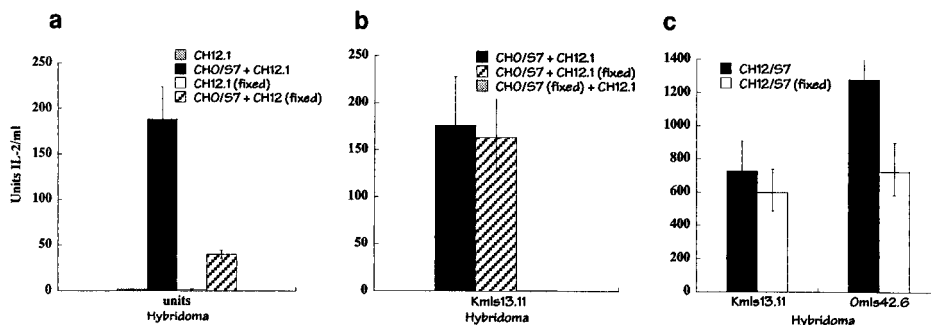 a
CH12.1
CHO/S7 + CH12.1
CH12.1 (fixed)
CHO/S7 + CH12 (fixed)
Units IL-2/ml
250
200
150
100
50
0
units
Hybridoma
b
CHO/S7 + CH12.1
CHO/S7 + CH12.1 (fixed)
CHO/S7 (fixed) + CH12.1
250
200
150
100
50
0
Kmls13.11
Hybridoma
c
CH12/S7
CH12/S7 (fixed)
1400
1200
1000
800
600
400
200
0
Kmls13.11
Omls42.6
Hybridoma